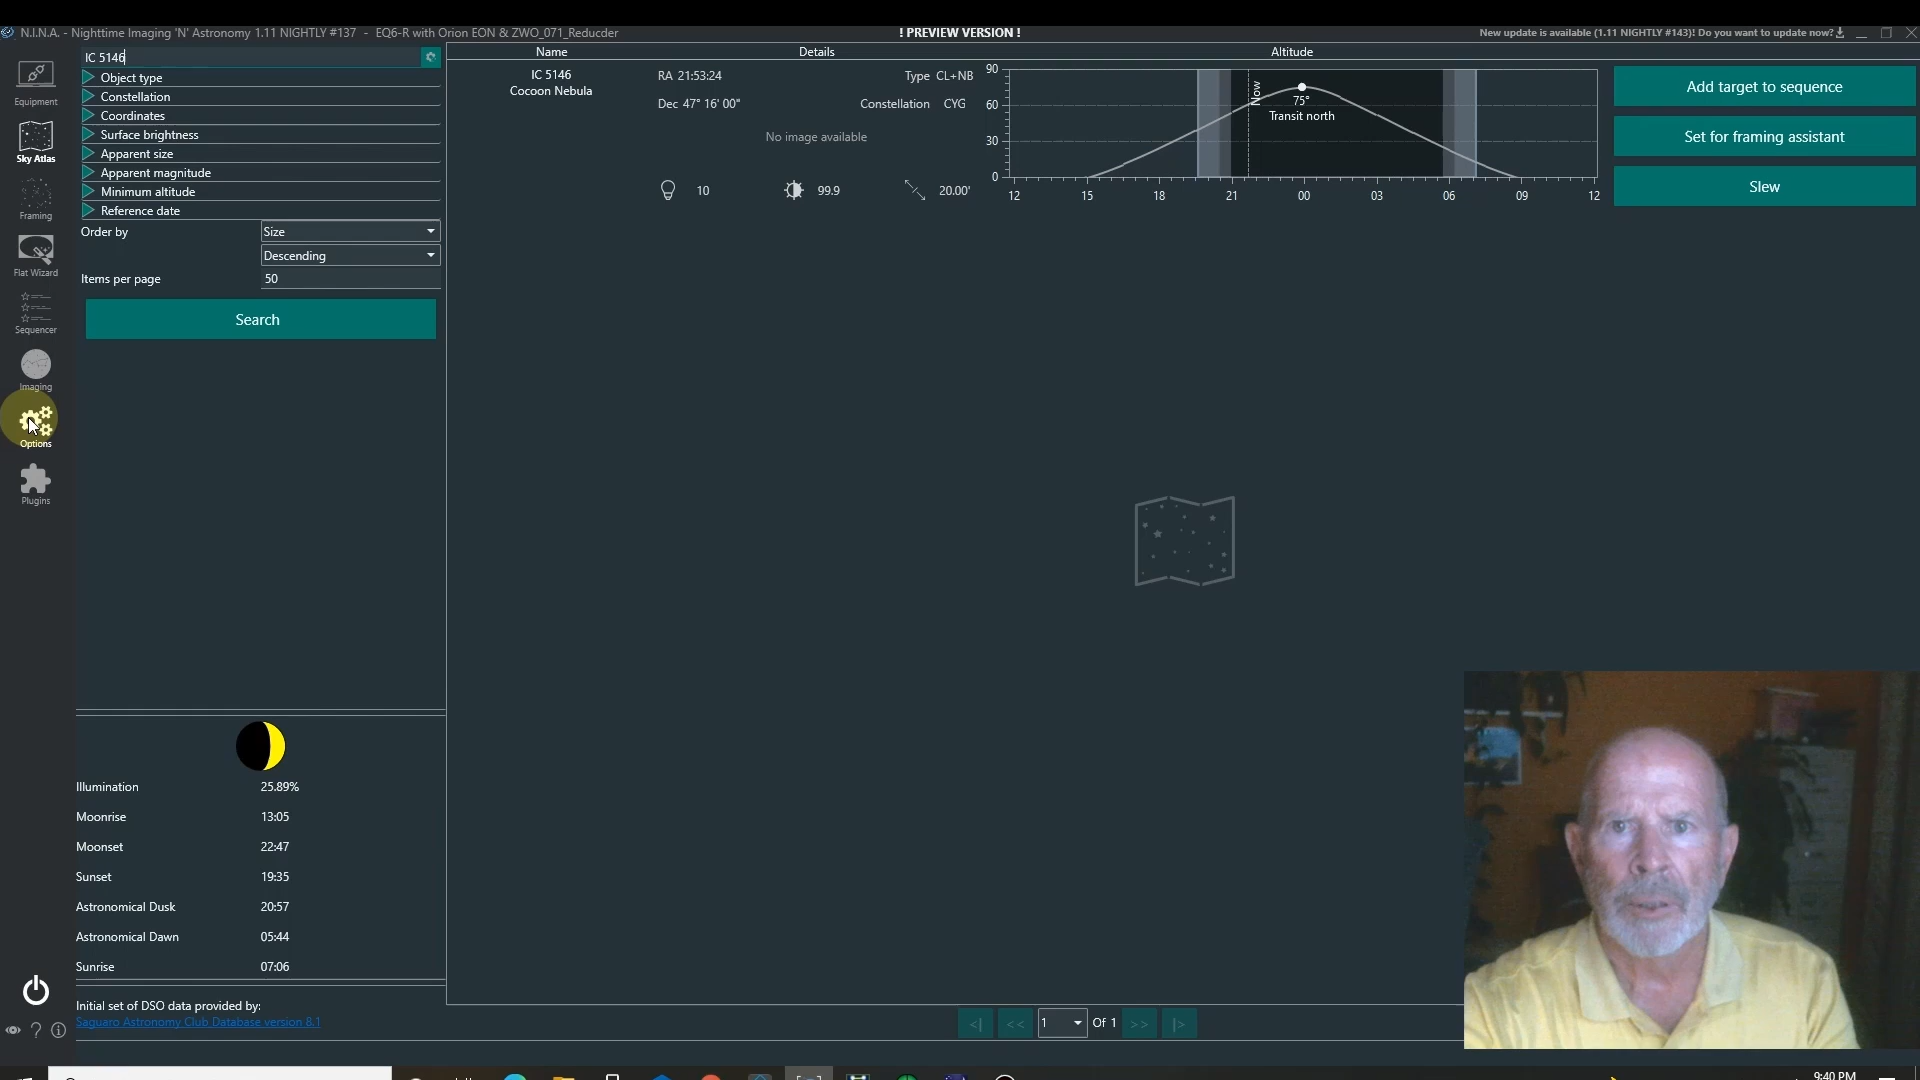 N.I.N.A. - Nighttime Imaging 'N' Astronomy 1.11 NIGHTLY #137 - EQ6-R with Orion EON & ZWO_071_Reducder
! PREVIEW VERSION !
New update is available (1.11 NIGHTLY #143)! Do you want to update now?
IC 5146
Name
Details
Altitude
Equipment
Sky Atlas
Framing
Flat Wizard
Sequencer
Imaging
Options
Plugins
Object type
Constellation
Coordinates
Surface brightness
Apparent size
Apparent magnitude
Minimum altitude
Reference date
Order by
Size
Descending
Items per page
50
Search
IC 5146
Cocoon Nebula
RA 21:53:24
Type CL+NB
Dec 47° 16' 00"
Constellation CYG
No image available
10
99.9
20.00'
90
60
30
0
Now
75°
Transit north
12 15 18 21 00 03 06 09 12
Add target to sequence
Set for framing assistant
Slew
Illumination 25.89%
Moonrise 13:05
Moonset 22:47
Sunset 19:35
Astronomical Dusk 20:57
Astronomical Dawn 05:44
Sunrise 07:06
Initial set of DSO data provided by:
Saguaro Astronomy Club Database version 8.1
<| << 1 Of 1 >> |>
?
9:40 PM